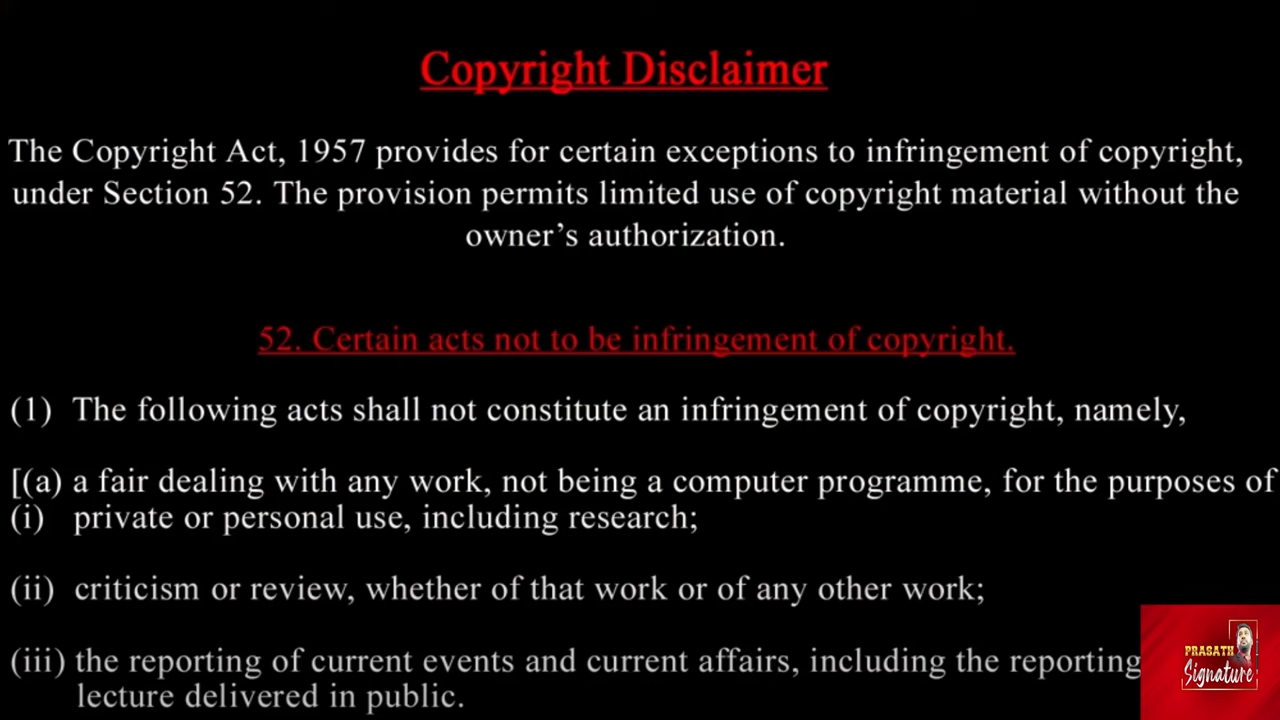 Copyright Disclaimer
The Copyright Act, 1957 provides for certain exceptions to infringement of copyright,
under Section 52. The provision permits limited use of copyright material without the
owner’s authorization.
52. Certain acts not to be infringement of copyright.
(1) The following acts shall not constitute an infringement of copyright, namely,
[(a) a fair dealing with any work, not being a computer programme, for the purposes of
(i) private or personal use, including research;
(ii) criticism or review, whether of that work or of any other work;
(iii) the reporting of current events and current affairs, including the reporting
lecture delivered in public.
PRASATH
Signature